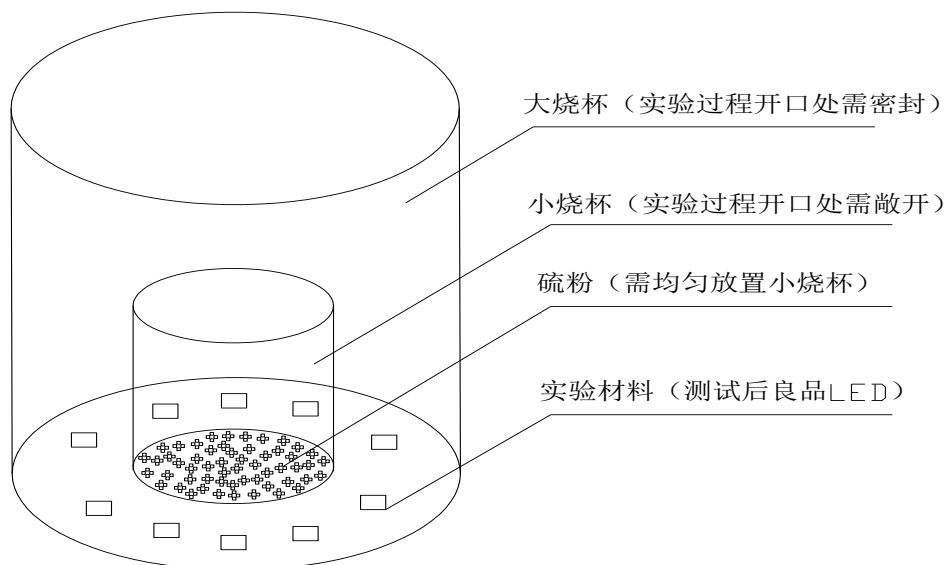 大烧杯（实验过程开口处需密封）
小烧杯（实验过程开口处需敞开）
硫粉（需均匀放置小烧杯）
实验材料（测试后良品LED）